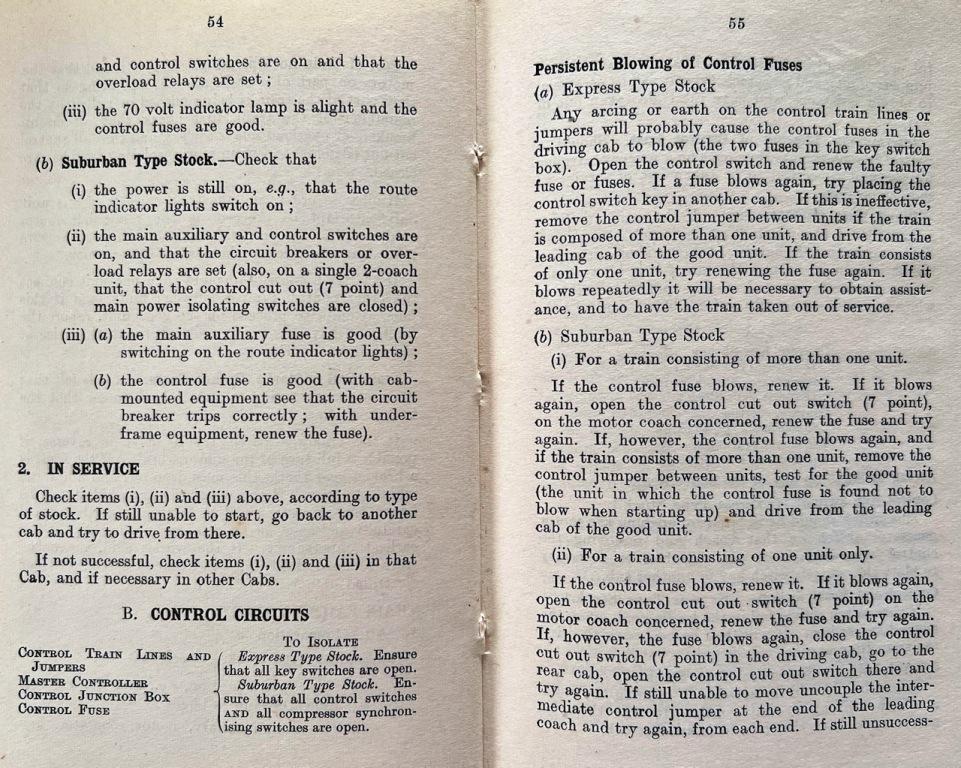 54
and control switches are on and that the
overload relays are set ;
(iii) the 70 volt indicator lamp is alight and the
control fuses are good.
(b) Suburban Type Stock.—Check that
(i) the power is still on, e.g., that the route
indicator lights switch on ;
(ii) the main auxiliary and control switches are
on, and that the circuit breakers or over-
load relays are set (also, on a single 2-coach
unit, that the control cut out (7 point) and
main power isolating switches are closed) ;
(iii) (a) the main auxiliary fuse is good (by
switching on the route indicator lights) ;
(b) the control fuse is good (with cab-
mounted equipment see that the circuit
breaker trips correctly ; with under-
frame equipment, renew the fuse).
2. IN SERVICE
Check items (i), (ii) and (iii) above, according to type
of stock. If still unable to start, go back to another
cab and try to drive from there.
If not successful, check items (i), (ii) and (iii) in that
Cab, and if necessary in other Cabs.
B. CONTROL CIRCUITS
To Isolate
Control Train Lines and
Jumpers
Master Controller
Control Junction Box
Control Fuse
Express Type Stock. Ensure
that all key switches are open.
Suburban Type Stock. En-
sure that all control switches
and all compressor synchron-
ising switches are open.
55
Persistent Blowing of Control Fuses
(a) Express Type Stock
Any arcing or earth on the control train lines or
jumpers will probably cause the control fuses in the
driving cab to blow (the two fuses in the key switch
box). Open the control switch and renew the faulty
fuse or fuses. If a fuse blows again, try placing the
control switch key in another cab. If this is ineffective,
remove the control jumper between units if the train
is composed of more than one unit, and drive from the
leading cab of the good unit. If the train consists
of only one unit, try renewing the fuse again. If it
blows repeatedly it will be necessary to obtain assist-
ance, and to have the train taken out of service.
(b) Suburban Type Stock
(i) For a train consisting of more than one unit.
If the control fuse blows, renew it. If it blows
again, open the control cut out switch (7 point),
on the motor coach concerned, renew the fuse and try
again. If, however, the control fuse blows again, and
if the train consists of more than one unit, remove the
control jumper between units, test for the good unit
(the unit in which the control fuse is found not to
blow when starting up) and drive from the leading
cab of the good unit.
(ii) For a train consisting of one unit only.
If the control fuse blows, renew it. If it blows again,
open the control cut out switch (7 point) on the
motor coach concerned, renew the fuse and try again.
If, however, the fuse blows again, close the control
cut out switch (7 point) in the driving cab, go to the
rear cab, open the control cut out switch there and
try again. If still unable to move uncouple the inter-
mediate control jumper at the end of the leading
coach and try again, from each end. If still unsuccess-